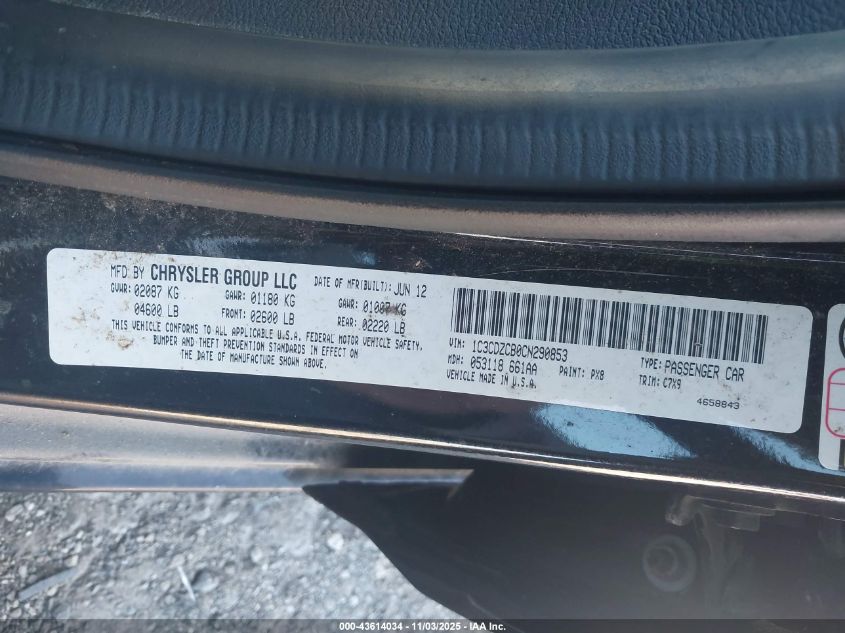 MFD BY CHRYSLER GROUP LLC DATE OF MFR(BUILT): JUN 12
GVWR: 02087 KG GAWR: 01180 KG GAWR: 01007 KG
04600 LB FRONT: 02600 LB REAR: 02220 LB
THIS VEHICLE CONFORMS TO ALL APPLICABLE U.S.A. FEDERAL MOTOR VEHICLE SAFETY,
BUMPER AND THEFT PREVENTION STANDARDS IN EFFECT ON THE DATE OF
MANUFACTURE SHOWN ABOVE.
VIN: 1C3CDZCB0CN290853 TYPE: PASSENGER CAR
MDH: 053118 661AA PAINT: PX8 TRIM: C7X9
VEHICLE MADE IN U.S.A. 4658843
000-43614034 - 11/03/2025 - IAA Inc.